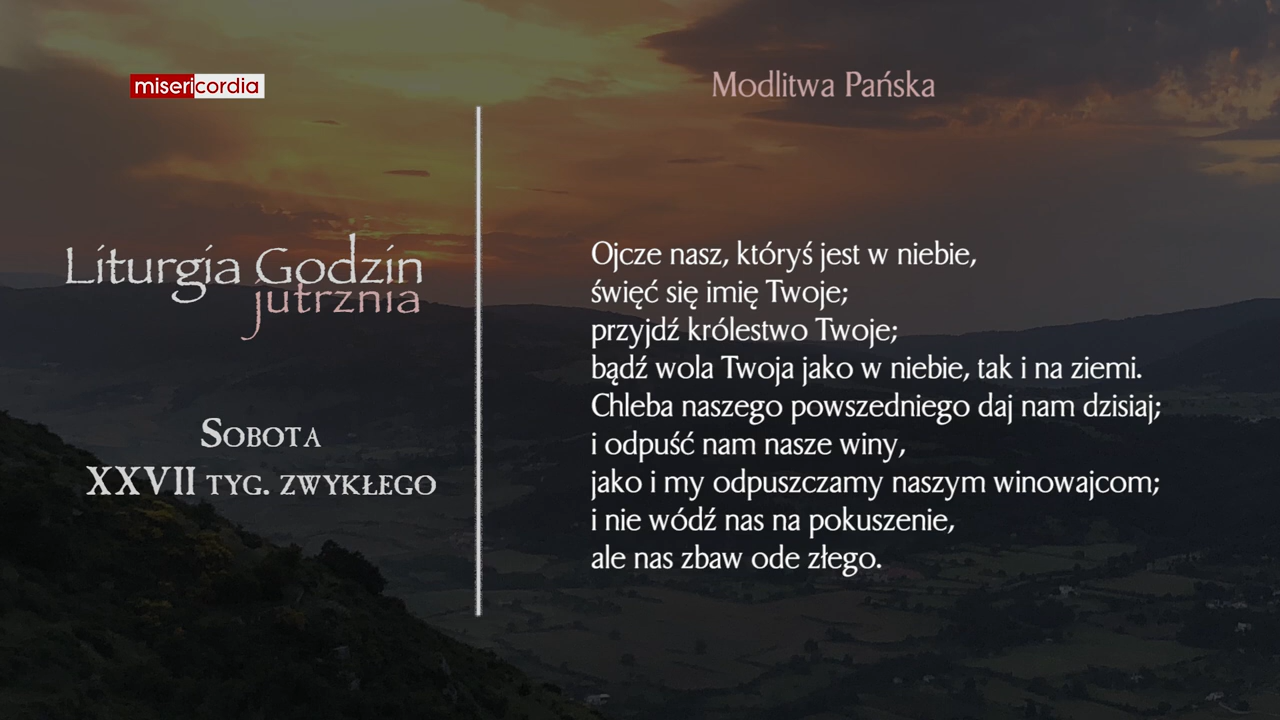 misericordia
Liturgia Godzin
jutrznia
Sobota
XXVII tyg. zwykłego
Modlitwa Pańska
Ojcze nasz, któryś jest w niebie,
święć się imię Twoje;
przyjdź królestwo Twoje;
bądź wola Twoja jako w niebie, tak i na ziemi.
Chleba naszego powszedniego daj nam dzisiaj;
i odpuść nam nasze winy,
jako i my odpuszczamy naszym winowajcom;
i nie wódź nas na pokuszenie,
ale nas zbaw ode złego.